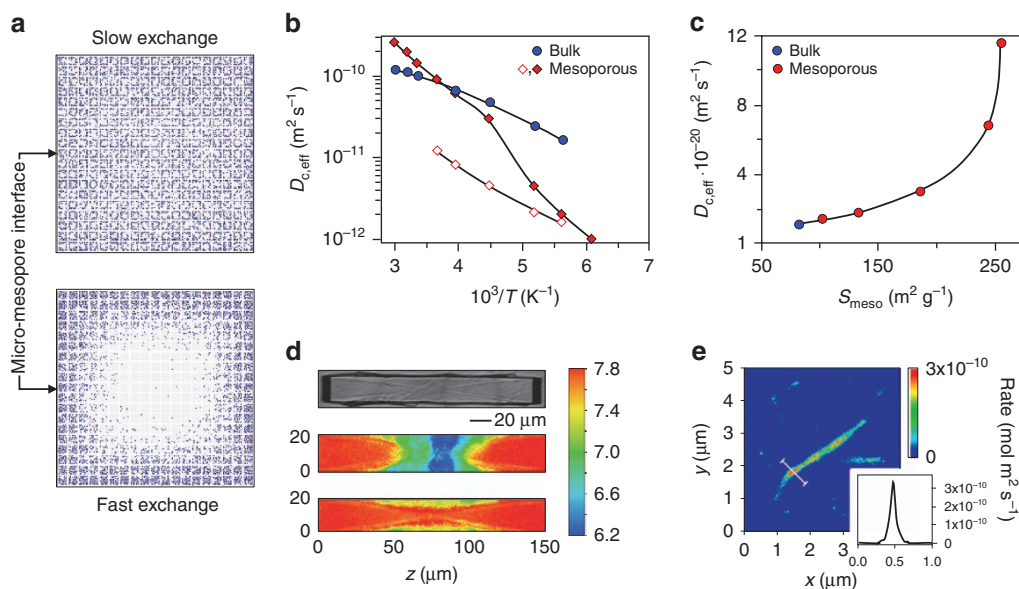 a
Slow exchange
Micro-mesopore interface
Fast exchange
b
Bulk
Mesoporous
D_c,eff (m² s⁻¹)
10⁻¹⁰
10⁻¹¹
10⁻¹²
3 4 5 6 7
10³/T (K⁻¹)
c
Bulk
Mesoporous
D_c,eff · 10⁻²⁰ (m² s⁻¹)
12
8
4
1
50 150 250
S_meso (m² g⁻¹)
d
20 μm
20
0
20
0
0 50 100 150
z (μm)
7.8
7.4
7.0
6.6
6.2
e
y (μm)
5
4
3
2
1
0
0 1 2 3
x (μm)
3×10⁻¹⁰
0
Rate (mol m² s⁻¹)
3x10⁻¹⁰
2x10⁻¹⁰
1x10⁻¹⁰
0
0.0 0.5 1.0